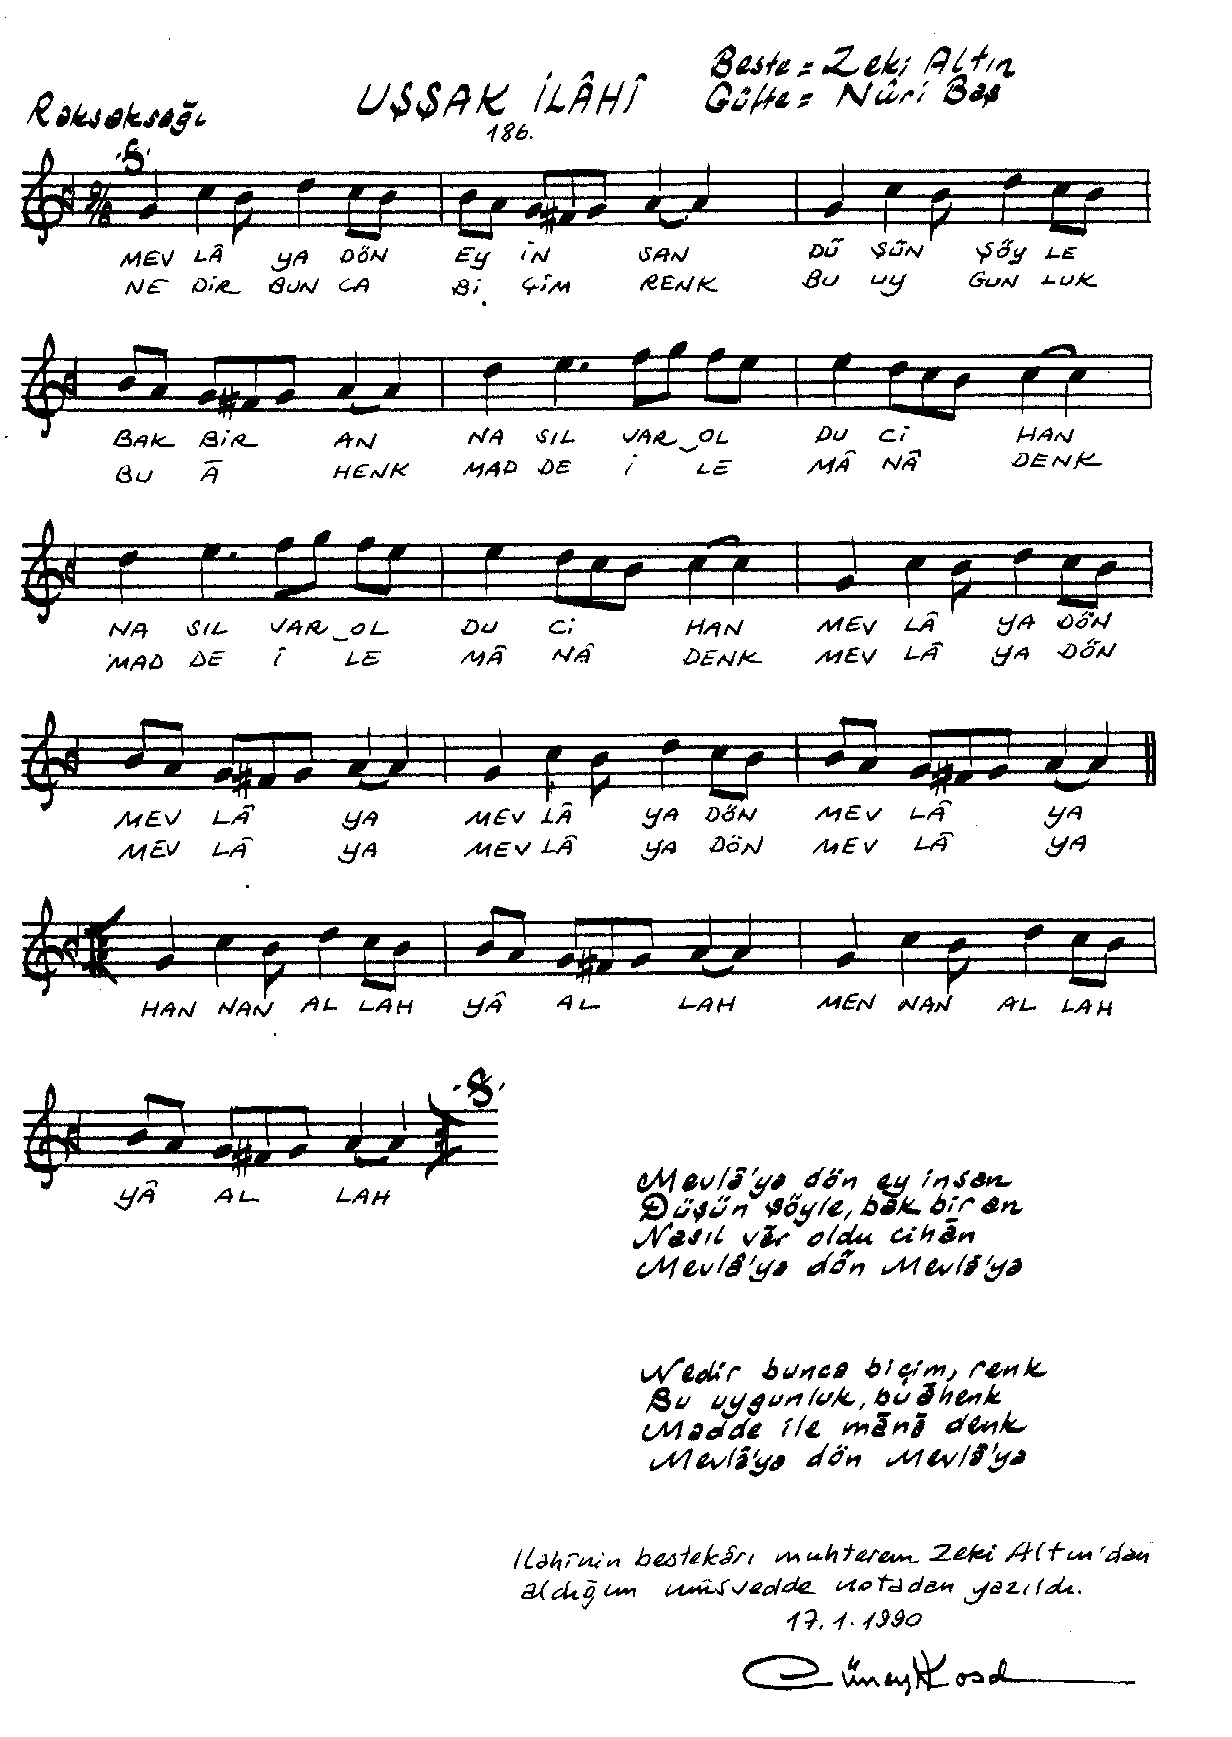 Beste = Zeki Altın
UŞŞAK İLÂHÎ
Güfte = Nûri Baş
Raksaksağı
186.
9/8
MEV LÂ YA DÖN EY İN SAN DÜ ŞÜN ŞÖY LE
NE DİR BUN CA Bİ ÇİM RENK BU UY GUN LUK
BAK BİR AN NA SIL VAR_OL DU Cİ HAN
BU Â HENK MAD DE İ LE MÂ NÂ DENK
NA SIL VAR_OL DU Cİ HAN MEV LÂ YA DÖN
MAD DE İ LE MÂ NÂ DENK MEV LÂ YA DÖN
MEV LÂ YA MEV LÂ YA DÖN MEV LÂ YA
MEV LÂ YA MEV LÂ YA DÖN MEV LÂ YA
HAN NAN AL LAH YÂ AL LAH MEN NAN AL LAH
YÂ AL LAH
Mevlâ'ya dön ey insan
Düşün şöyle, bak bir an
Nasıl vâr oldu cihân
Mevlâ'ya dön Mevlâ'ya
Nedir bunca biçim, renk
Bu uygunluk, bu âhenk
Madde ile mânâ denk
Mevlâ'ya dön Mevlâ'ya
İlahînin bestekârı muhterem Zeki Altın'dan
aldığım müsvedde notadan yazıldı.
17.1.1990